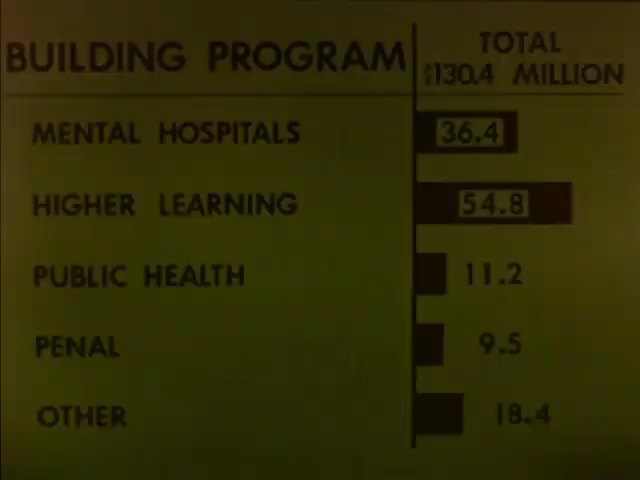 BUILDING PROGRAM
TOTAL
$130.4 MILLION
MENTAL HOSPITALS 36.4
HIGHER LEARNING 54.8
PUBLIC HEALTH 11.2
PENAL 9.5
OTHER 18.4